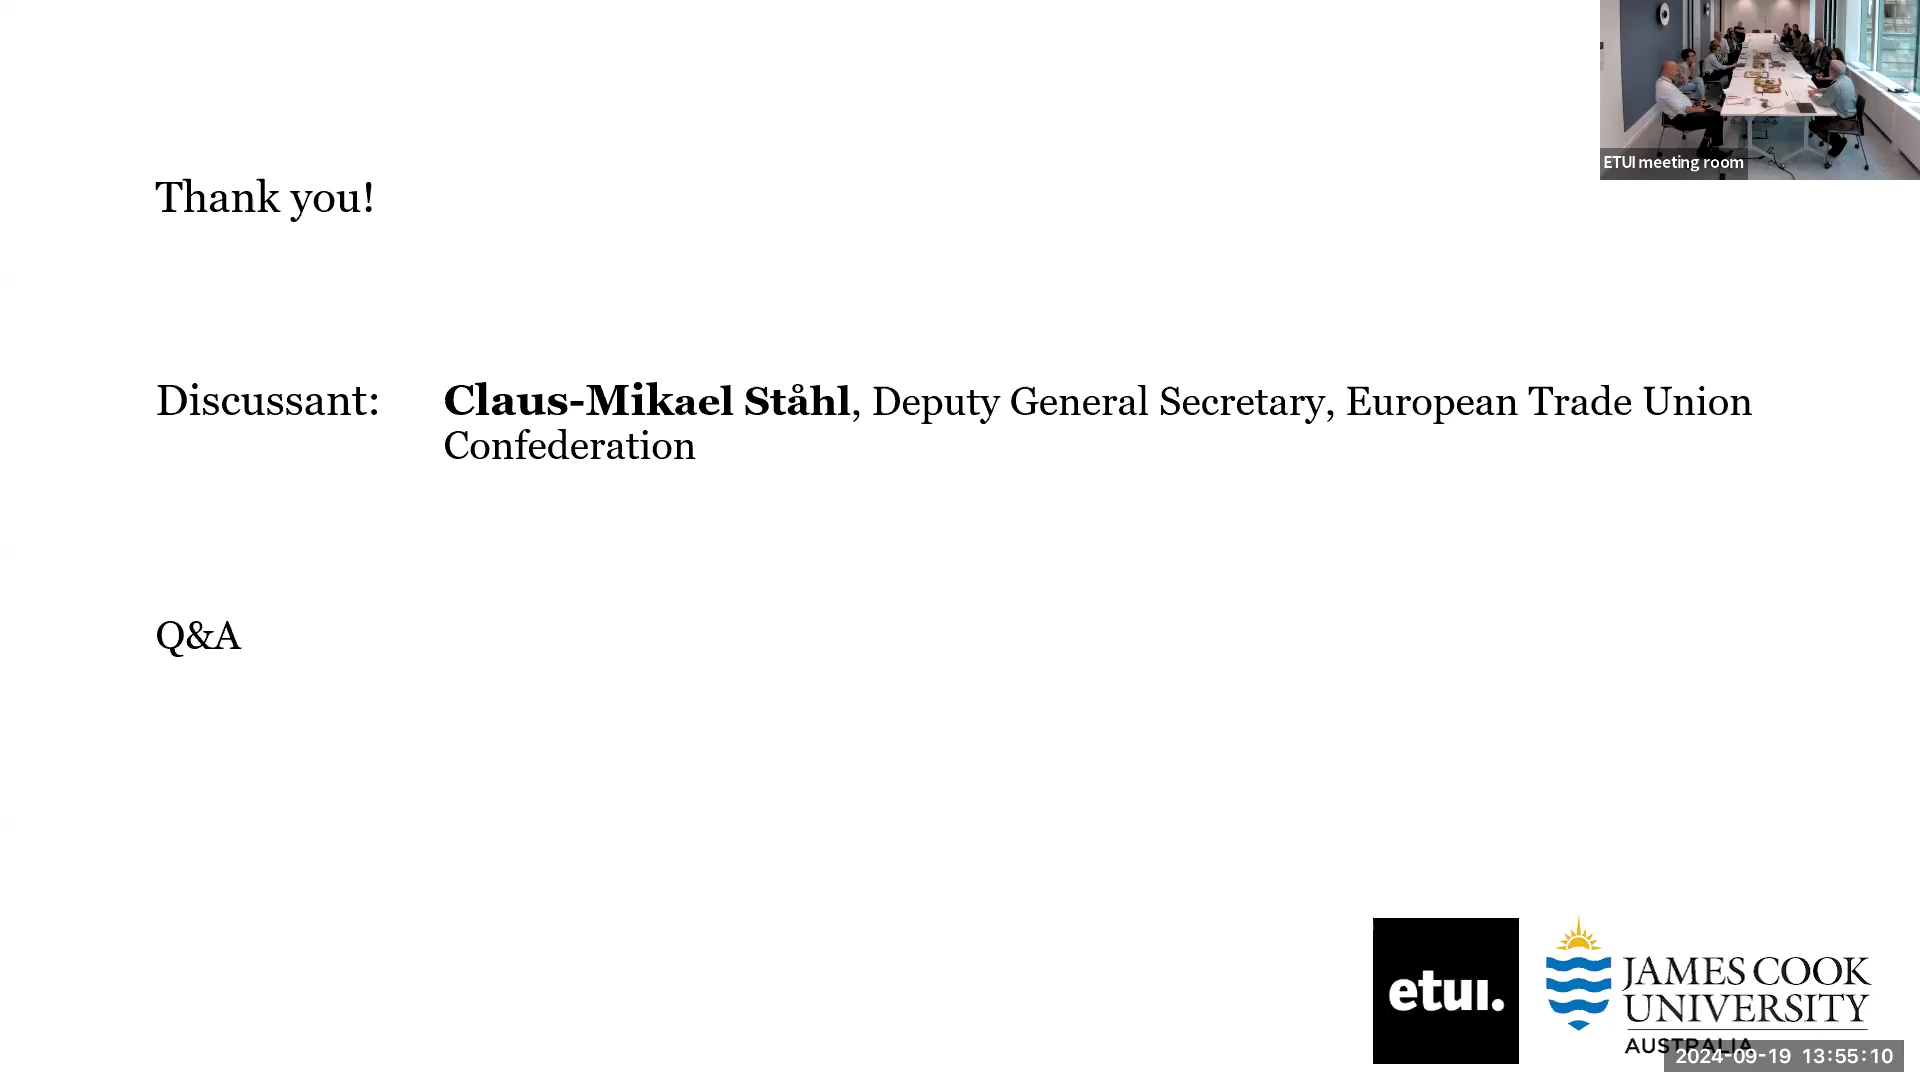 ETUI meeting room
Thank you!
Discussant: Claus-Mikael Ståhl, Deputy General Secretary, European Trade Union
Confederation
Q&A
etui.
JAMES COOK
UNIVERSITY
AUSTRALIA
2024-09-19 13:55:10